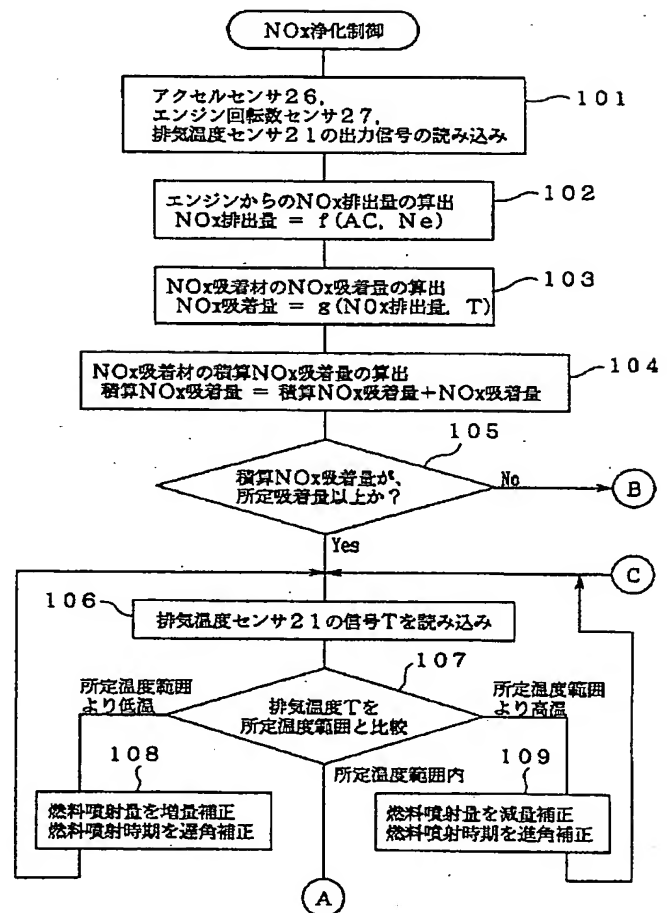 NOx浄化制御
アクセルセンサ26,
エンジン回転数センサ27,
排気温度センサ21の出力信号の読み込み
101
エンジンからのNOx排出量の算出
NOx排出量 = f(AC, Ne)
102
NOx吸着材のNOx吸着量の算出
NOx吸着量 = g(NOx排出量, T)
103
NOx吸着材の積算NOx吸着量の算出
積算NOx吸着量 = 積算NOx吸着量+NOx吸着量
104
105
積算NOx吸着量が、
所定吸着量以上か?
No
B
Yes
C
106
排気温度センサ21の信号Tを読み込み
107
所定温度範囲
より低温
排気温度Tを
所定温度範囲と比較
所定温度範囲
より高温
所定温度範囲内
108
燃料噴射量を増量補正
燃料噴射時期を遅角補正
109
燃料噴射量を減量補正
燃料噴射時期を進角補正
A